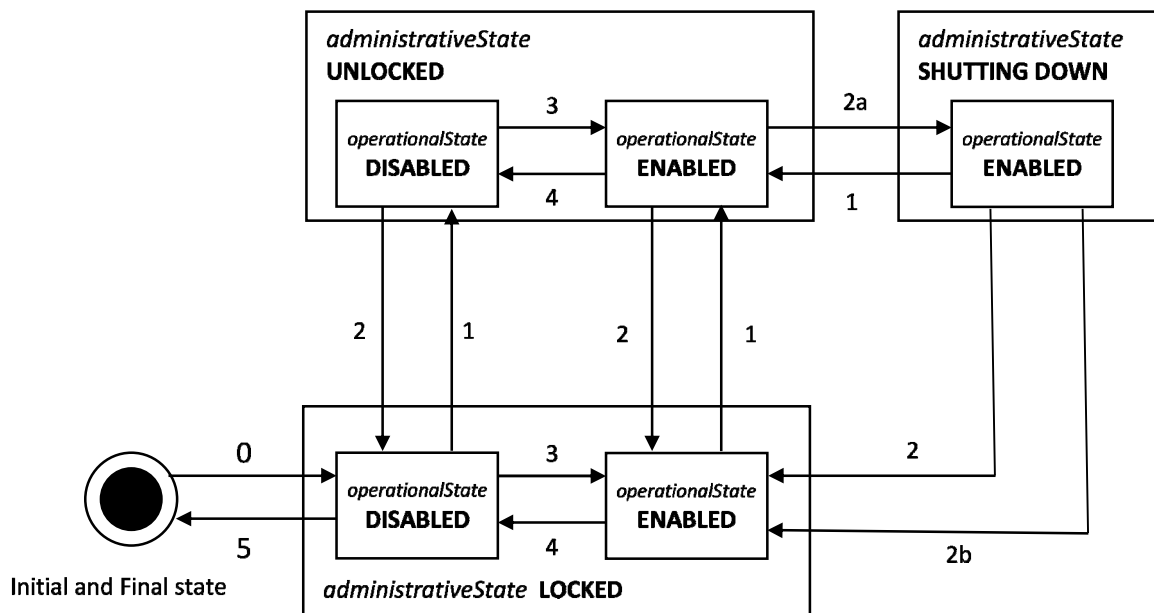 administrativeState
UNLOCKED
administrativeState
SHUTTING DOWN
3
2a
operationalState
DISABLED
operationalState
ENABLED
operationalState
ENABLED
4
1
2
1
2
1
0
3
2
operationalState
DISABLED
operationalState
ENABLED
5
4
2b
Initial and Final state
administrativeState LOCKED